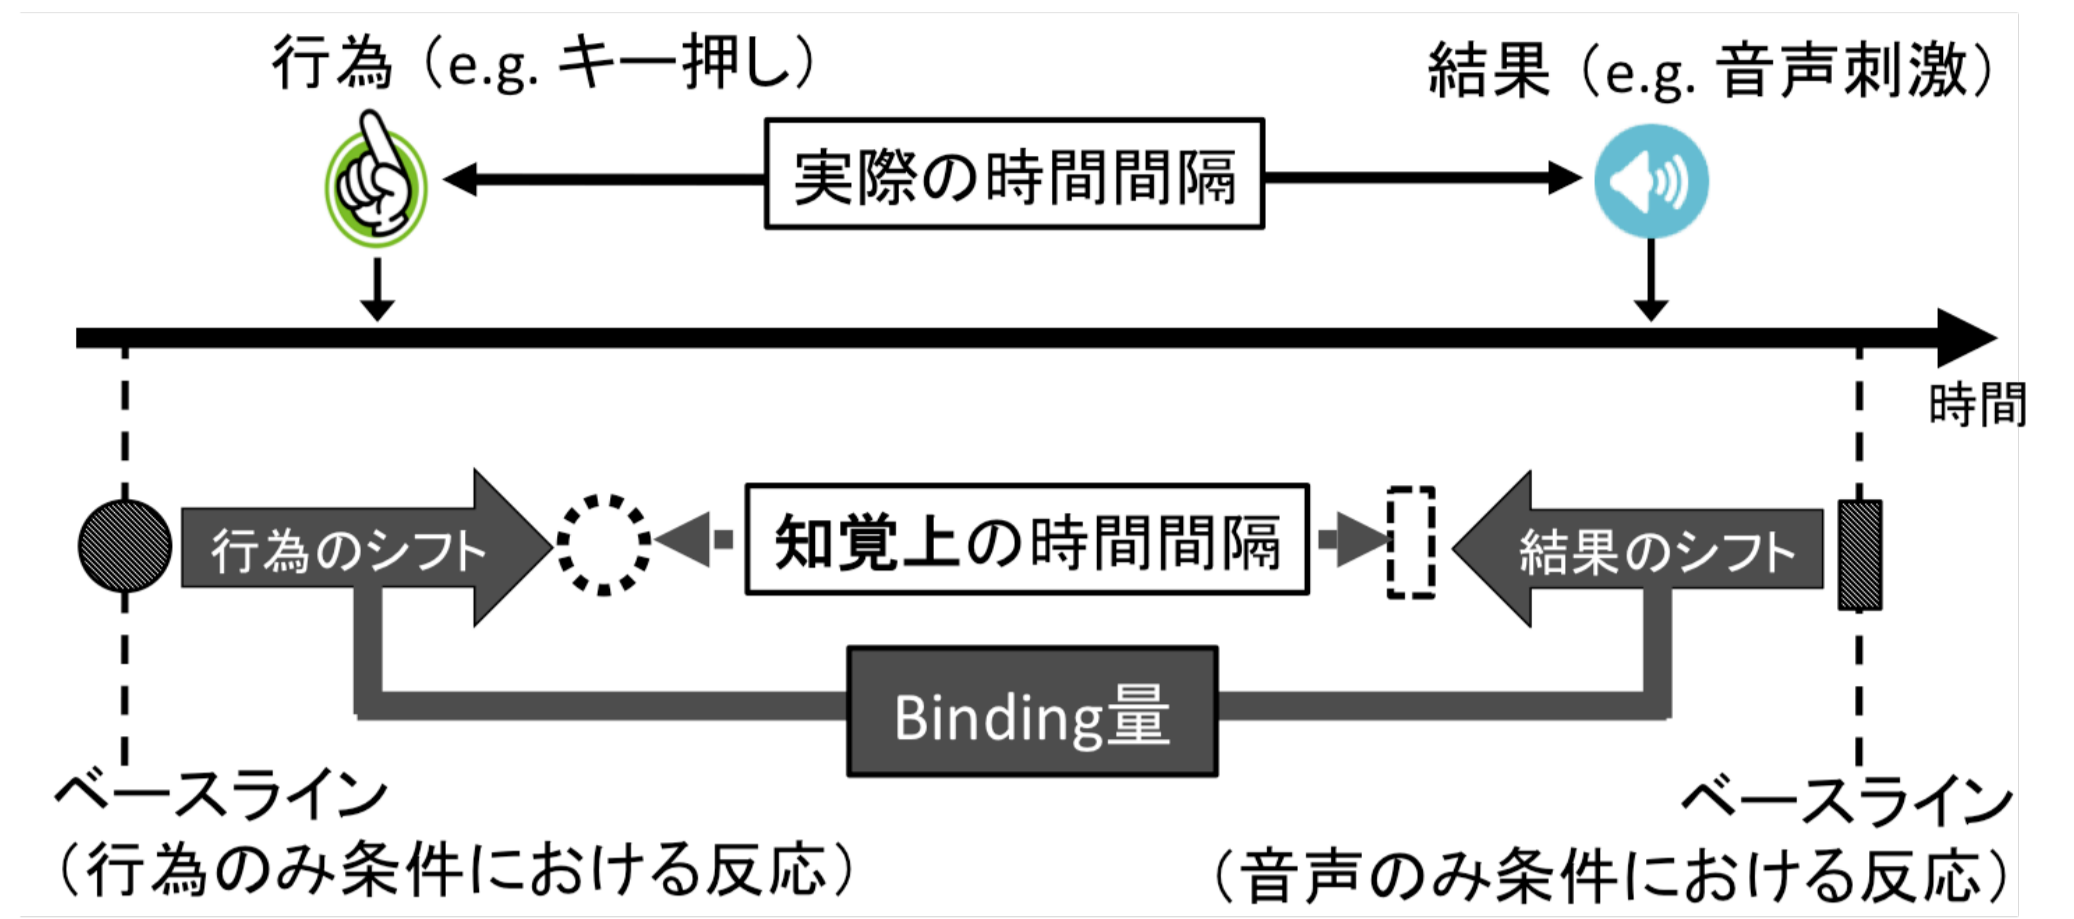 行為（e.g. キー押し）
結果（e.g. 音声刺激）
実際の時間間隔
時間
行為のシフト
知覚上の時間間隔
結果のシフト
Binding量
ベースライン
（行為のみ条件における反応）
ベースライン
（音声のみ条件における反応）